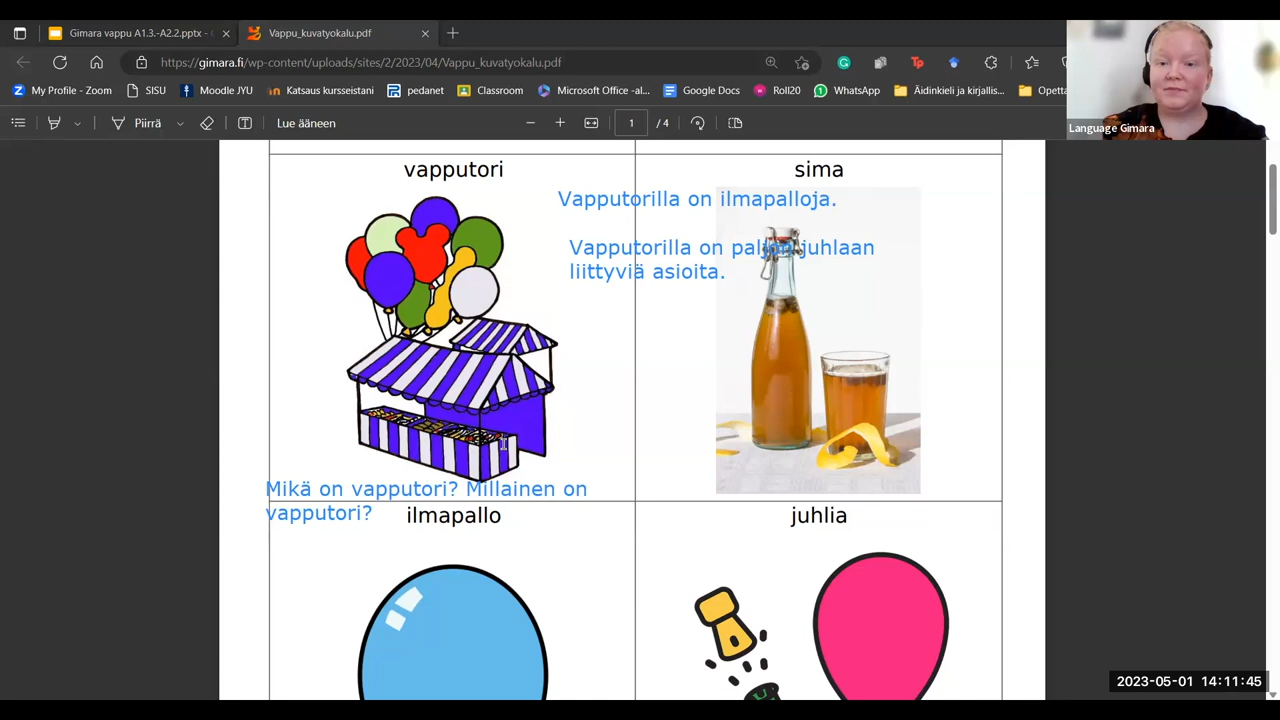 Gimara vappu A1.3.-A2.2.pptx -
Vappu_kuvatyokalu.pdf
https://gimara.fi/wp-content/uploads/sites/2/2023/04/Vappu_kuvatyokalu.pdf
My Profile - Zoom
SISU
Moodle JYU
Katsaus kursseistani
pedanet
Classroom
Microsoft Office -al...
Google Docs
Roll20
WhatsApp
Äidinkieli ja kirjallis...
Opetta
Language Gimara
Piirrä
Lue ääneen
1 / 4
vapputori
sima
Vapputorilla on ilmapalloja.
Vapputorilla on paljon juhlaan
liittyviä asioita.
Mikä on vapputori? Millainen on
vapputori?
ilmapallo
juhlia
2023-05-01 14:11:45